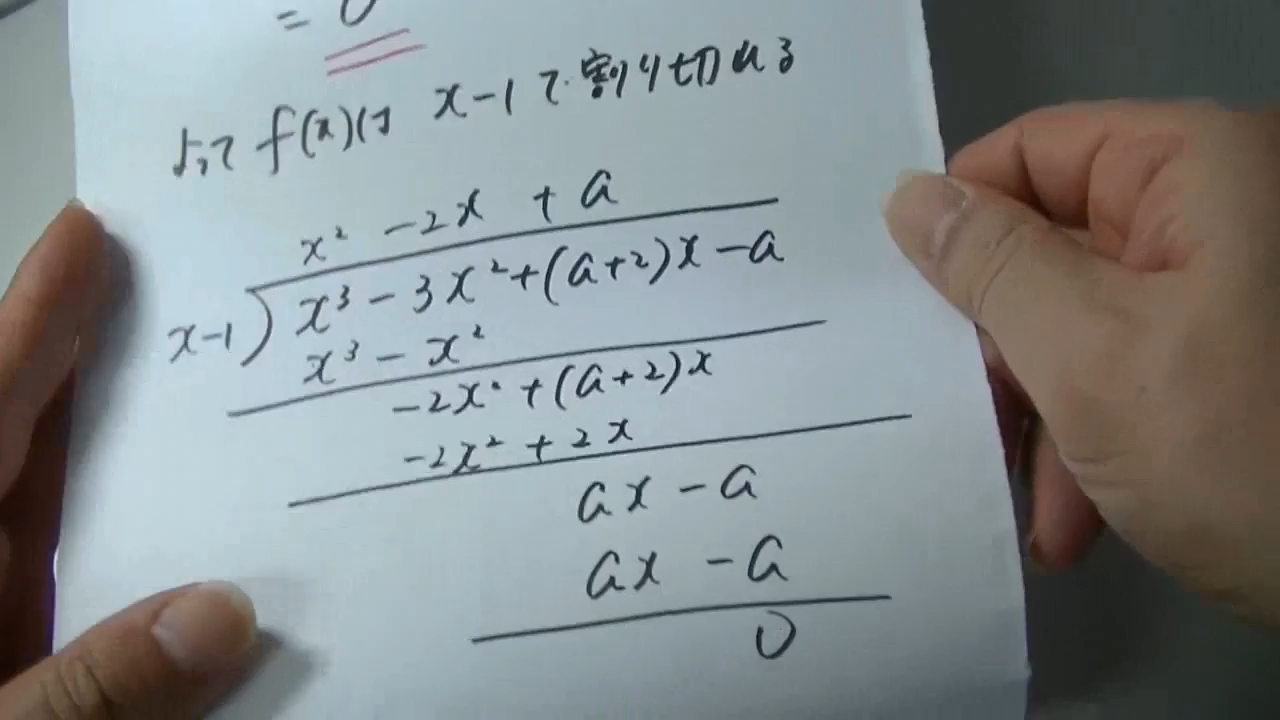 = 0
よって f(x)は x-1で割り切れる
x² -2x + a
x-1 ) x³ - 3x² + (a+2)x - a
x³ - x²
-2x² + (a+2)x
-2x² + 2x
ax - a
ax - a
0